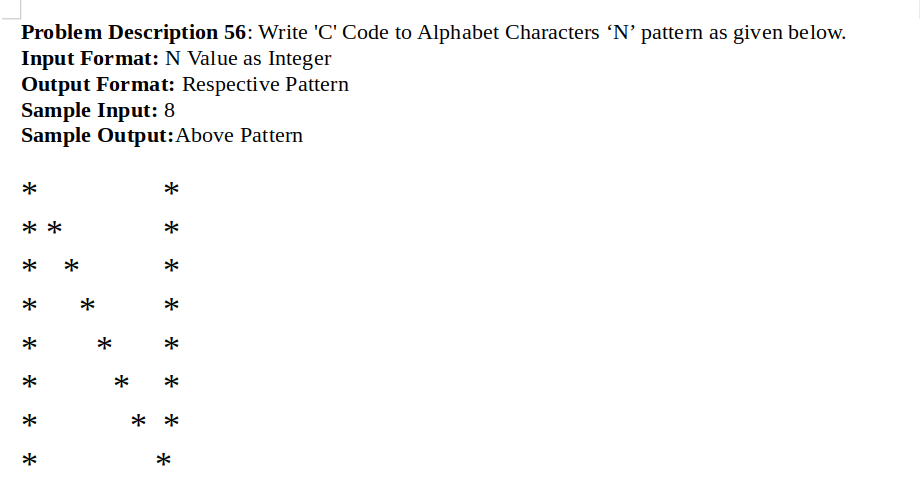 Problem Description 56: Write 'C' Code to Alphabet Characters ‘N’ pattern as given below.
Input Format: N Value as Integer
Output Format: Respective Pattern
Sample Input: 8
Sample Output:Above Pattern
*                *
* *             *
*   *           *
*     *         *
*       *       *
*         *     *
*           *  *
*               *